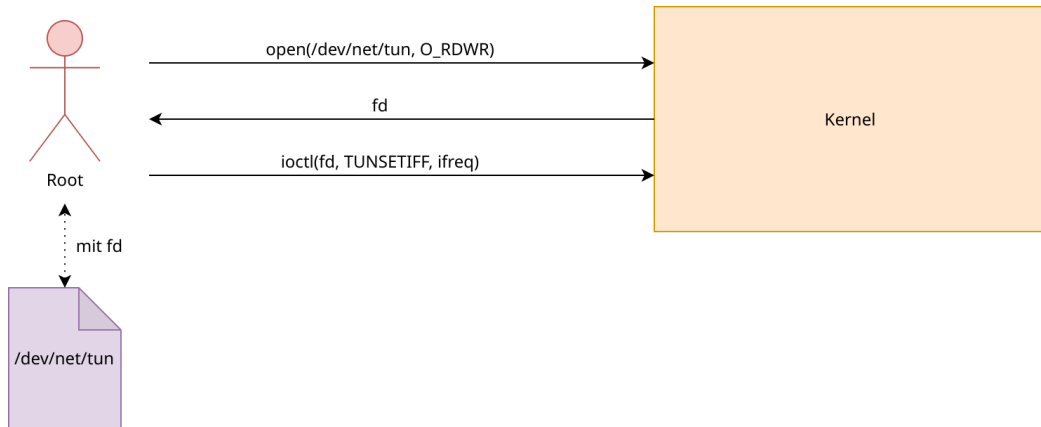 open(/dev/net/tun, O_RDWR)
fd
Kernel
ioctl(fd, TUNSETIFF, ifreq)
Root
mit fd
/dev/net/tun